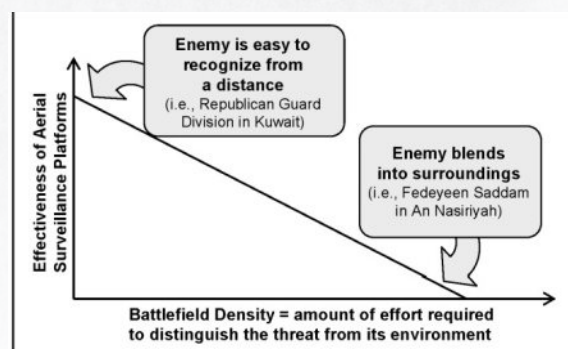 Enemy is easy to
recognize from
a distance
(i.e., Republican Guard
Division in Kuwait)
Effectiveness of Aerial
Surveillance Platforms
Enemy blends
into surroundings
(i.e., Fedeyeen Saddam
in An Nasiriyah)
Battlefield Density = amount of effort required
to distinguish the threat from its environment